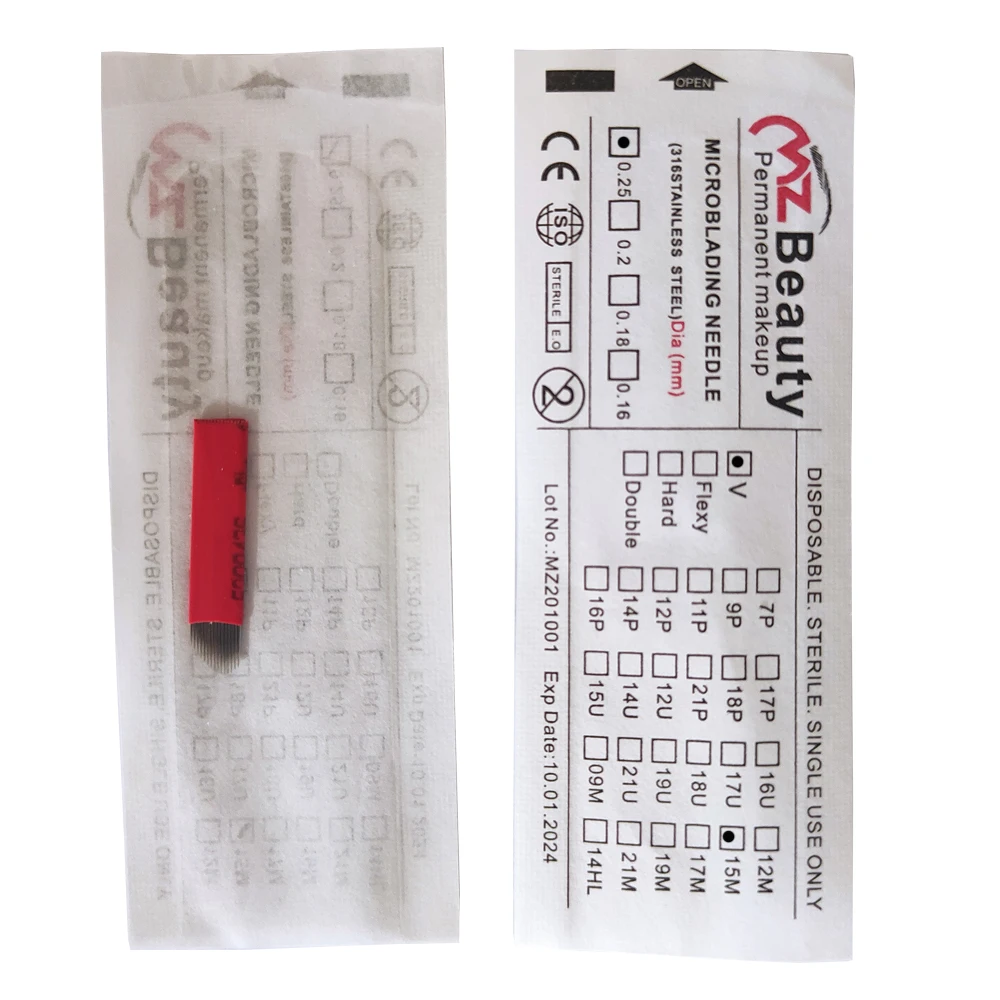 OPEN
MZ Beauty
Permanent makeup
MICROBLADING NEEDLE
(316STAINLESS STEEL)Dia (mm)
0.25 0.2 0.18 0.16
CE ISO STERILE E.O 2
DISPOSABLE. STERILE. SINGLE USE ONLY
V
Flexy
Hard
Double
7P 17P 16U 12M
9P 18P 17U 15M
11P 21P 18U 17M
12P 12U 19U 19M
14P 14U 21U 21M
16P 15U 09M 14HL
Lot No.:MZ201001 Exp Date:10.01.2024